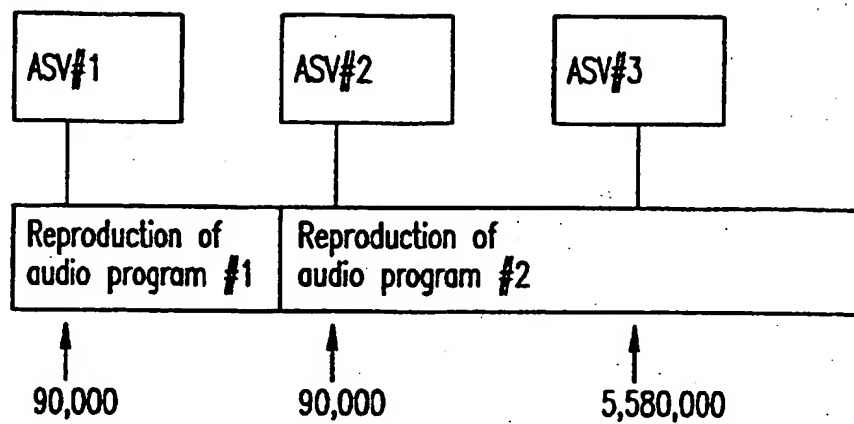 ASV#1
ASV#2
ASV#3
Reproduction of
audio program #1
Reproduction of
audio program #2
90,000
90,000
5,580,000